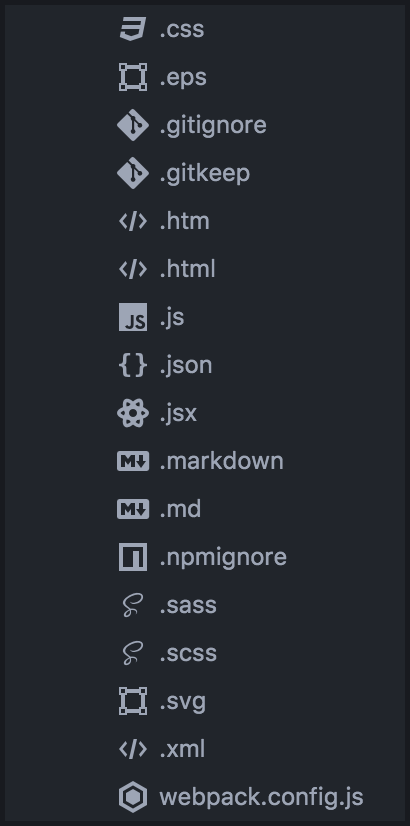 .css
.eps
.gitignore
.gitkeep
.htm
.html
JS .js
.json
.jsx
M .markdown
M .md
.npmignore
.sass
.scss
.svg
.xml
webpack.config.js